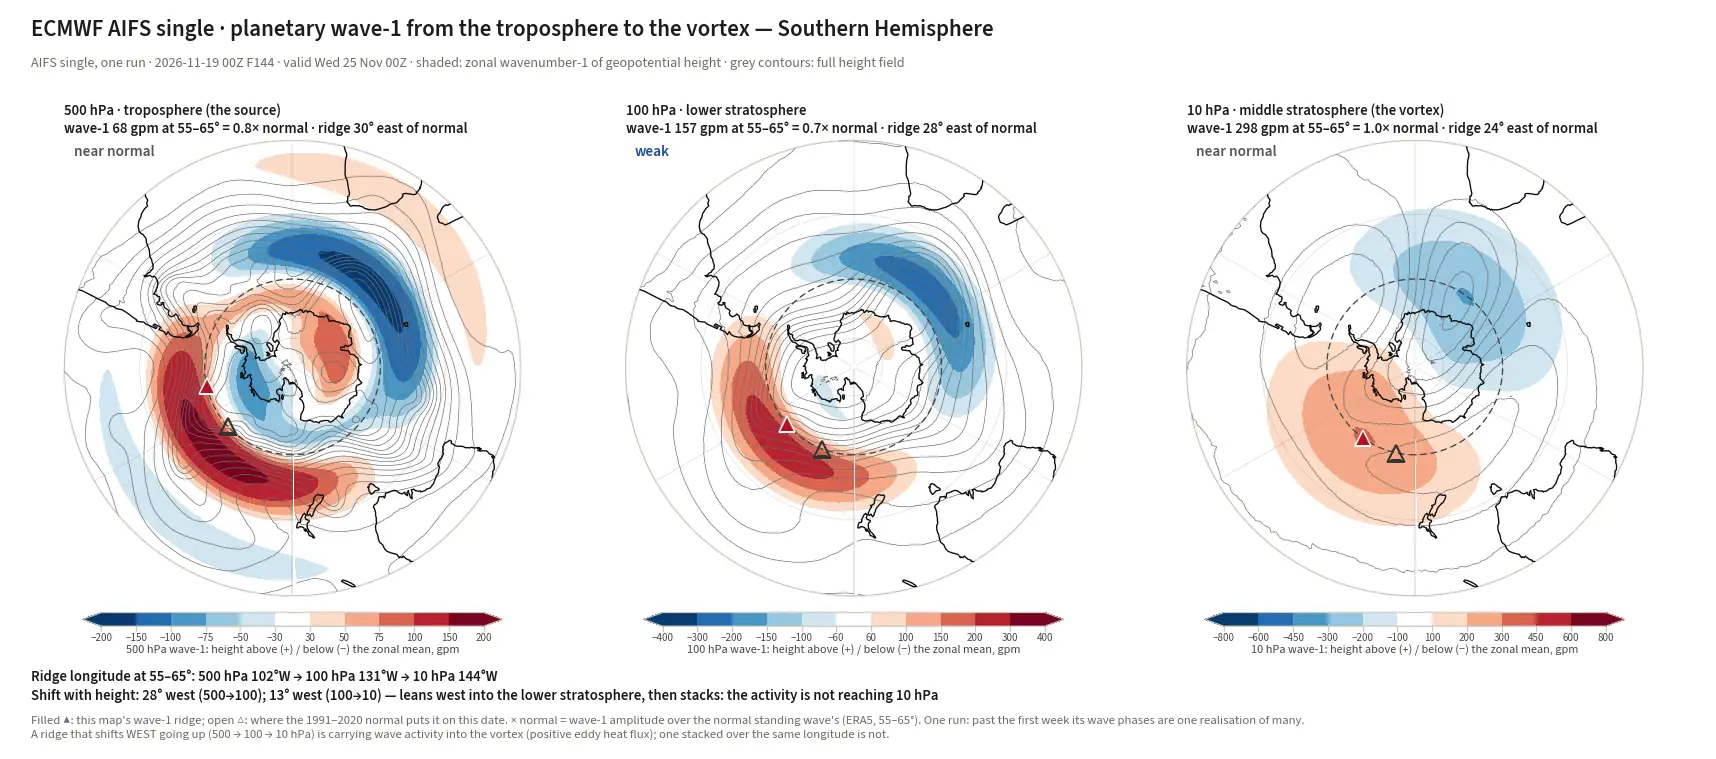 ECMWF AIFS single · planetary wave-1 from the troposphere to the vortex — Southern Hemisphere
AIFS single, one run · 2026-11-19 00Z F144 · valid Wed 25 Nov 00Z · shaded: zonal wavenumber-1 of geopotential height · grey contours: full height field
500 hPa · troposphere (the source)
wave-1 68 gpm at 55–65° = 0.8× normal · ridge 30° east of normal
near normal
100 hPa · lower stratosphere
wave-1 157 gpm at 55–65° = 0.7× normal · ridge 28° east of normal
weak
10 hPa · middle stratosphere (the vortex)
wave-1 298 gpm at 55–65° = 1.0× normal · ridge 24° east of normal
near normal
−200 −150 −100 −75 −50 −30 30 50 75 100 150 200
500 hPa wave-1: height above (+) / below (−) the zonal mean, gpm
−400 −300 −200 −150 −100 −60 60 100 150 200 300 400
100 hPa wave-1: height above (+) / below (−) the zonal mean, gpm
−800 −600 −450 −300 −200 −100 100 200 300 450 600 800
10 hPa wave-1: height above (+) / below (−) the zonal mean, gpm
Ridge longitude at 55–65°: 500 hPa 102°W → 100 hPa 131°W → 10 hPa 144°W
Shift with height: 28° west (500→100); 13° west (100→10) — leans west into the lower stratosphere, then stacks: the activity is not reaching 10 hPa
Filled ▲: this map's wave-1 ridge; open △: where the 1991–2020 normal puts it on this date. × normal = wave-1 amplitude over the normal standing wave's (ERA5, 55–65°). One run: past the first week its wave phases are one realisation of many.
A ridge that shifts WEST going up (500 → 100 → 10 hPa) is carrying wave activity into the vortex (positive eddy heat flux); one stacked over the same longitude is not.